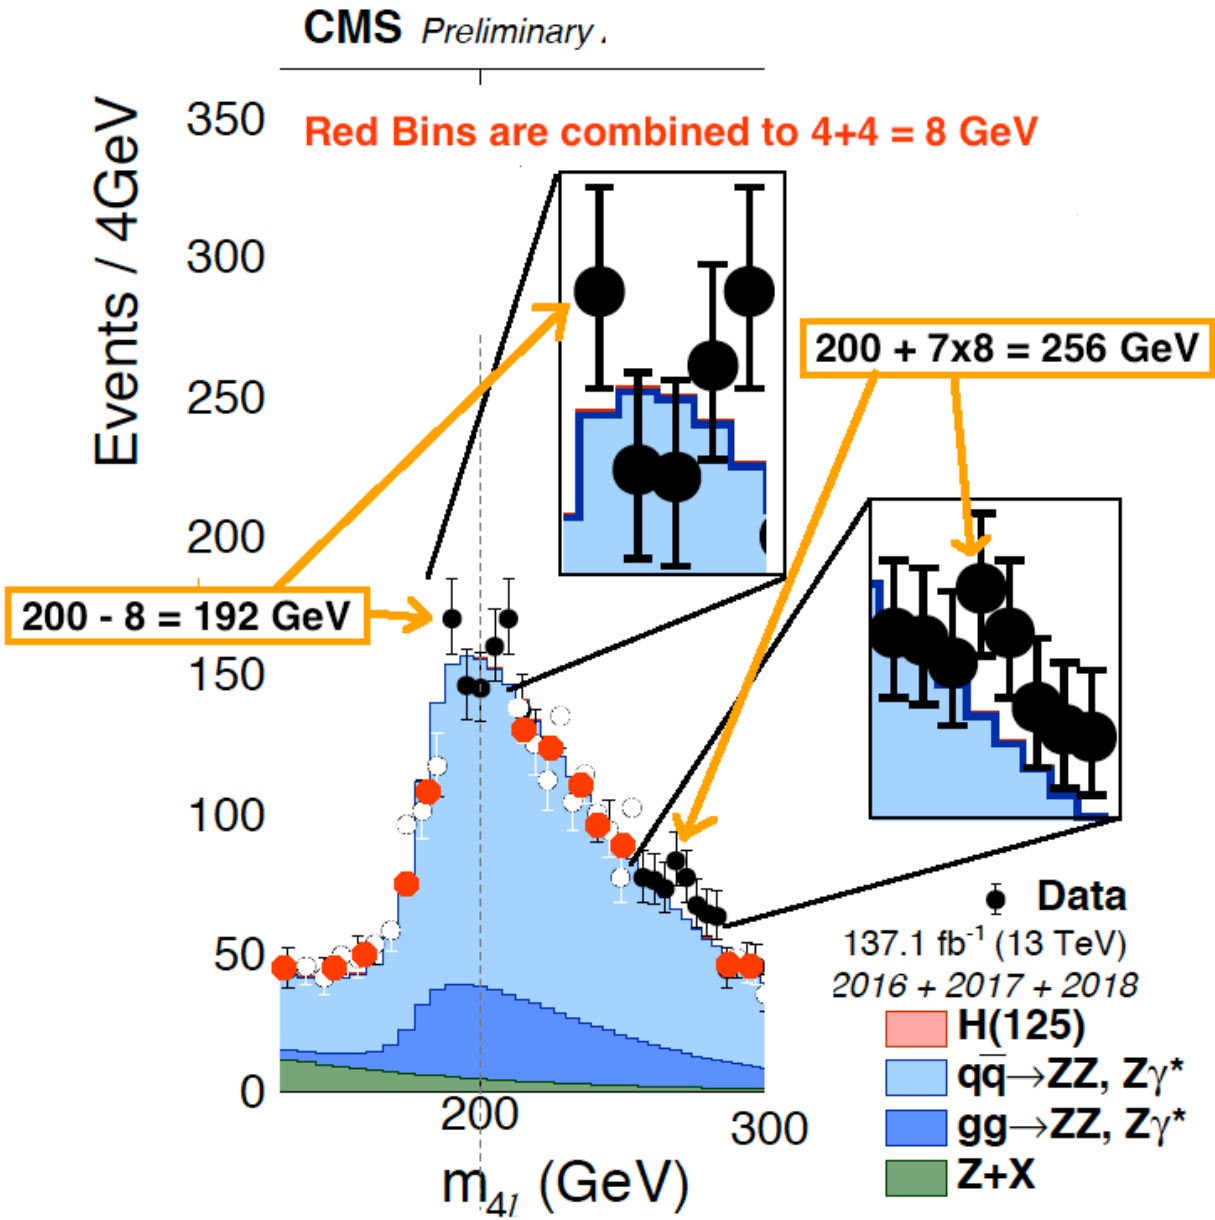 CMS Preliminary
Red Bins are combined to 4+4 = 8 GeV
Events / 4GeV
350
300
250
200
150
100
50
0
200 + 7x8 = 256 GeV
200 - 8 = 192 GeV
Data
137.1 fb⁻¹ (13 TeV)
2016 + 2017 + 2018
H(125)
qq̅→ZZ, Zγ*
gg→ZZ, Zγ*
Z+X
200
300
m4l (GeV)